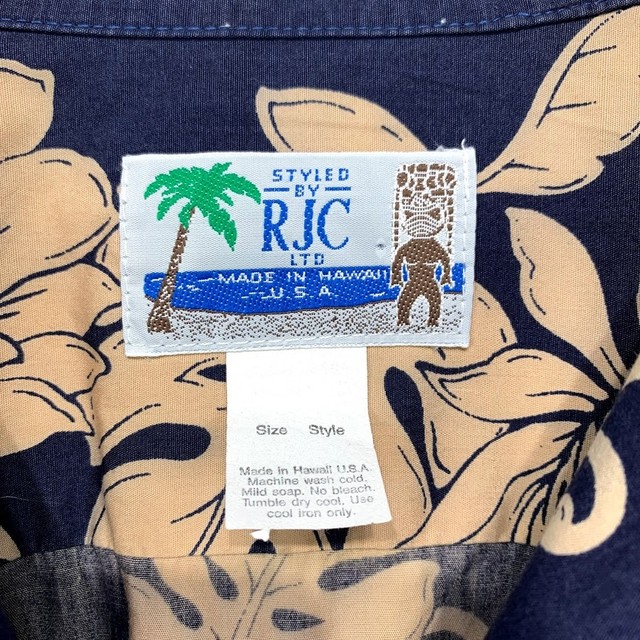 STYLED
BY
RJC
LTD
MADE IN HAWAII
U.S.A
Size Style
Made in Hawaii U.S.A.
Machine wash cold.
Mild soap. No bleach.
Tumble dry cool. Use
cool iron only.